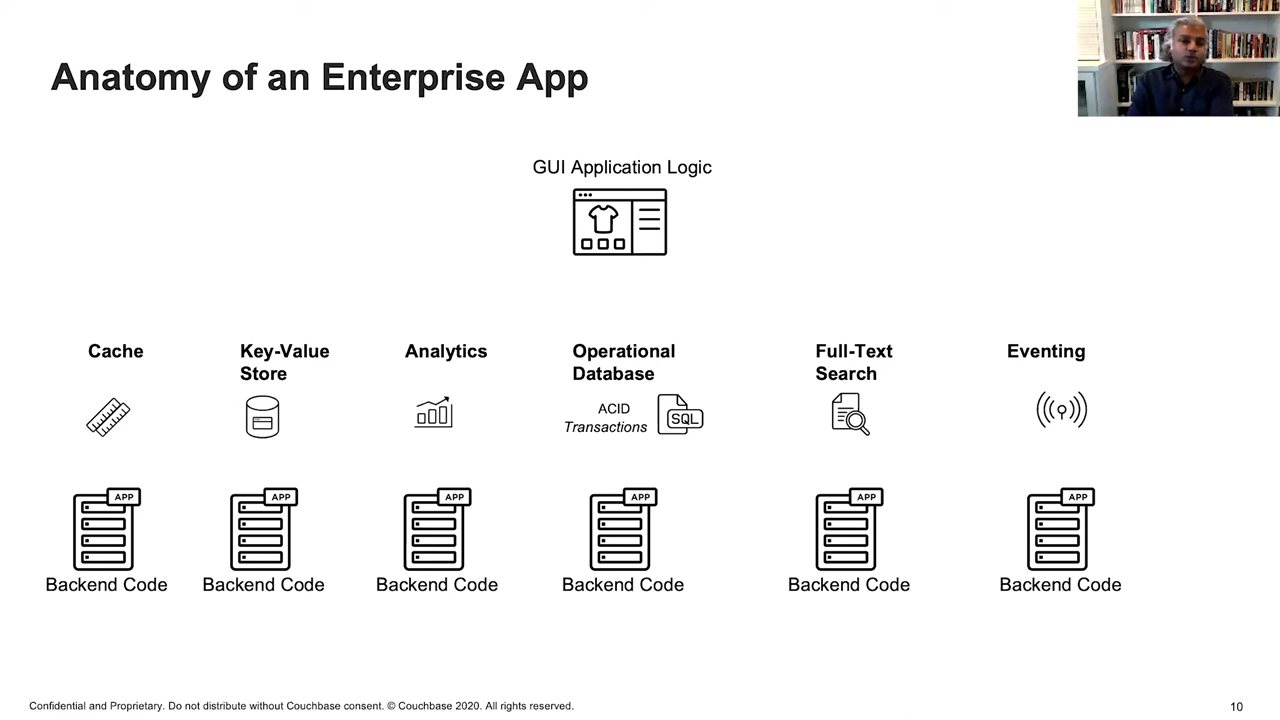 Anatomy of an Enterprise App
GUI Application Logic
Cache
Key-Value
Store
Analytics
Operational
Database
ACID
Transactions
SQL
Full-Text
Search
Eventing
APP
APP
APP
APP
APP
APP
Backend Code
Backend Code
Backend Code
Backend Code
Backend Code
Backend Code
Confidential and Proprietary. Do not distribute without Couchbase consent. © Couchbase 2020. All rights reserved.
10